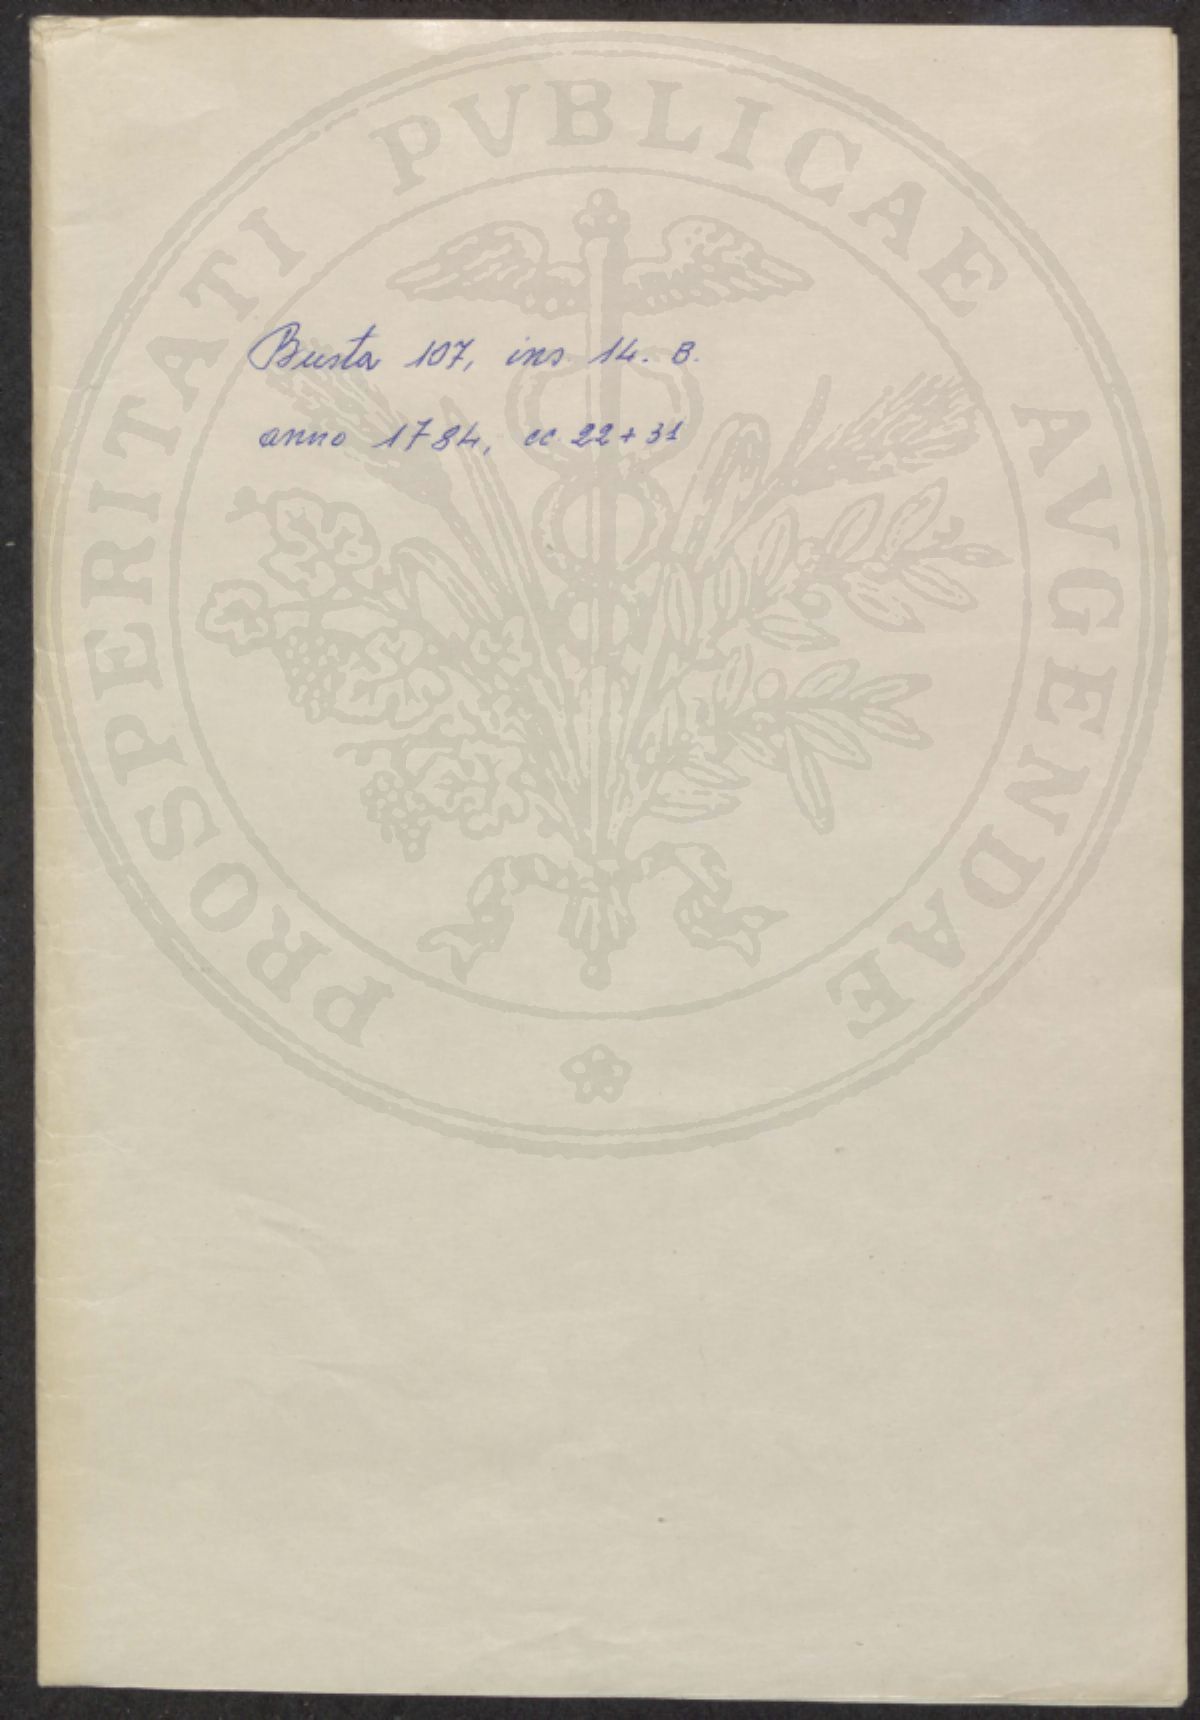 PROSPERITATI PVBLICAE AVGENDAE
Busta 107, ins. 14. B.
anno 1784, cc. 22+31